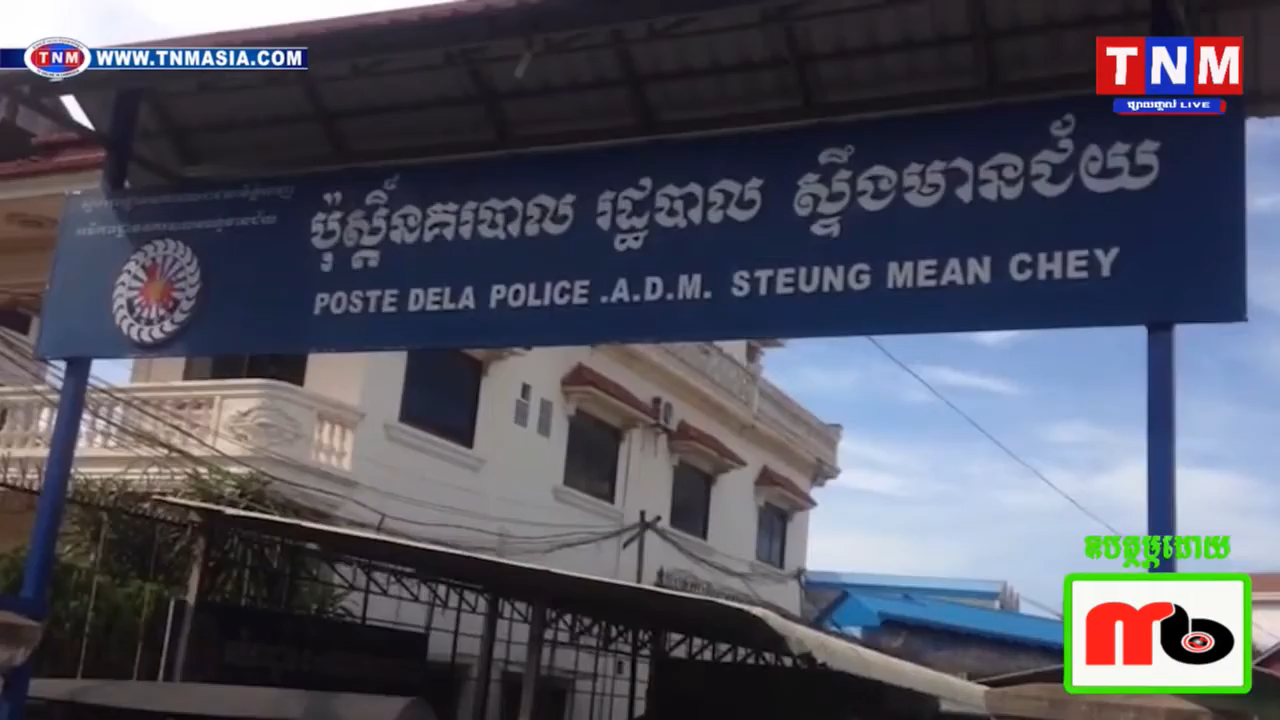 TNM WWW.TNMASIA.COM
TNM
ផ្សាយផ្ទាល់ LIVE
ប៉ុស្តិ៍នគរបាល រដ្ឋបាល ស្ទឹងមានជ័យ
POSTE DELA POLICE .A.D.M. STEUNG MEAN CHEY
ឧបត្ថម្ភដោយ
mb